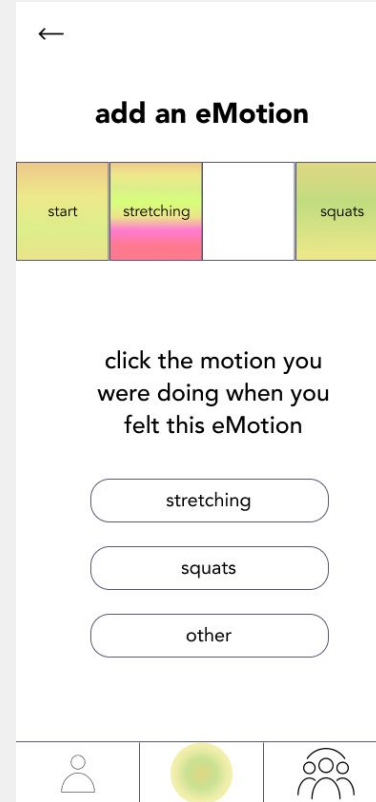 add an eMotion
start stretching squats
click the motion you
were doing when you
felt this eMotion
stretching
squats
other